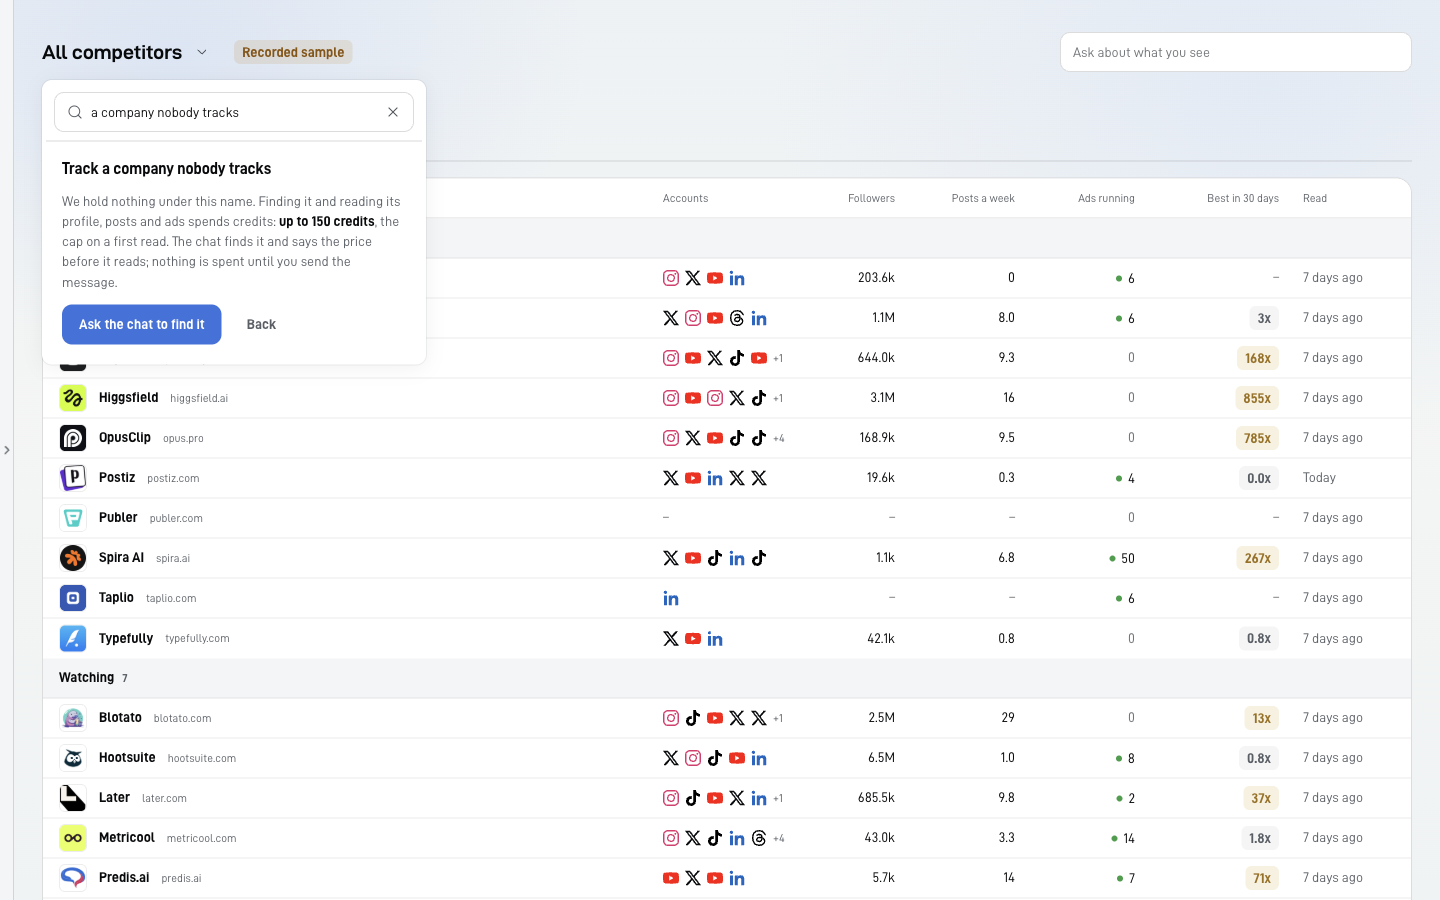 All competitors
Recorded sample
Ask about what you see
a company nobody tracks
Track a company nobody tracks
We hold nothing under this name. Finding it and reading its
profile, posts and ads spends credits: up to 150 credits, the
cap on a first read. The chat finds it and says the price
before it reads; nothing is spent until you send the
message.
Ask the chat to find it Back
Accounts Followers Posts a week Ads running Best in 30 days Read
203.6k 0 6 – 7 days ago
1.1M 8.0 6 3x 7 days ago
+1 644.0k 9.3 0 168x 7 days ago
Higgsfield higgsfield.ai +1 3.1M 16 0 855x 7 days ago
OpusClip opus.pro +4 168.9k 9.5 0 785x 7 days ago
Postiz postiz.com 19.6k 0.3 4 0.0x Today
Publer publer.com – – – 0 – 7 days ago
Spira AI spira.ai 1.1k 6.8 50 267x 7 days ago
Taplio taplio.com – – 6 – 7 days ago
Typefully typefully.com 42.1k 0.8 0 0.8x 7 days ago
Watching 7
Blotato blotato.com +1 2.5M 29 0 13x 7 days ago
Hootsuite hootsuite.com 6.5M 1.0 8 0.8x 7 days ago
Later later.com +1 685.5k 9.8 2 37x 7 days ago
Metricool metricool.com +4 43.0k 3.3 14 1.8x 7 days ago
Predis.ai predis.ai 5.7k 14 7 71x 7 days ago